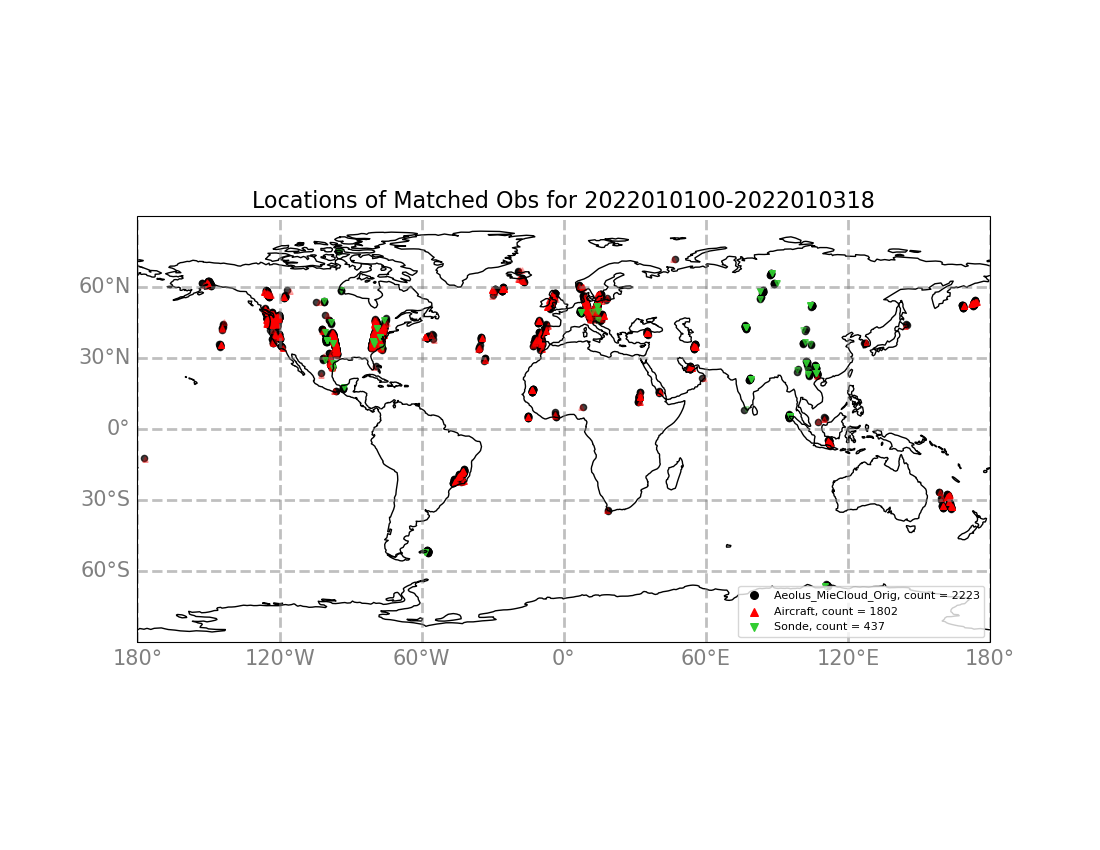 Locations of Matched Obs for 2022010100-2022010318
60°N
30°N
0°
30°S
60°S
Aeolus_MieCloud_Orig, count = 2223
Aircraft, count = 1802
Sonde, count = 437
180° 120°W 60°W 0° 60°E 120°E 180°